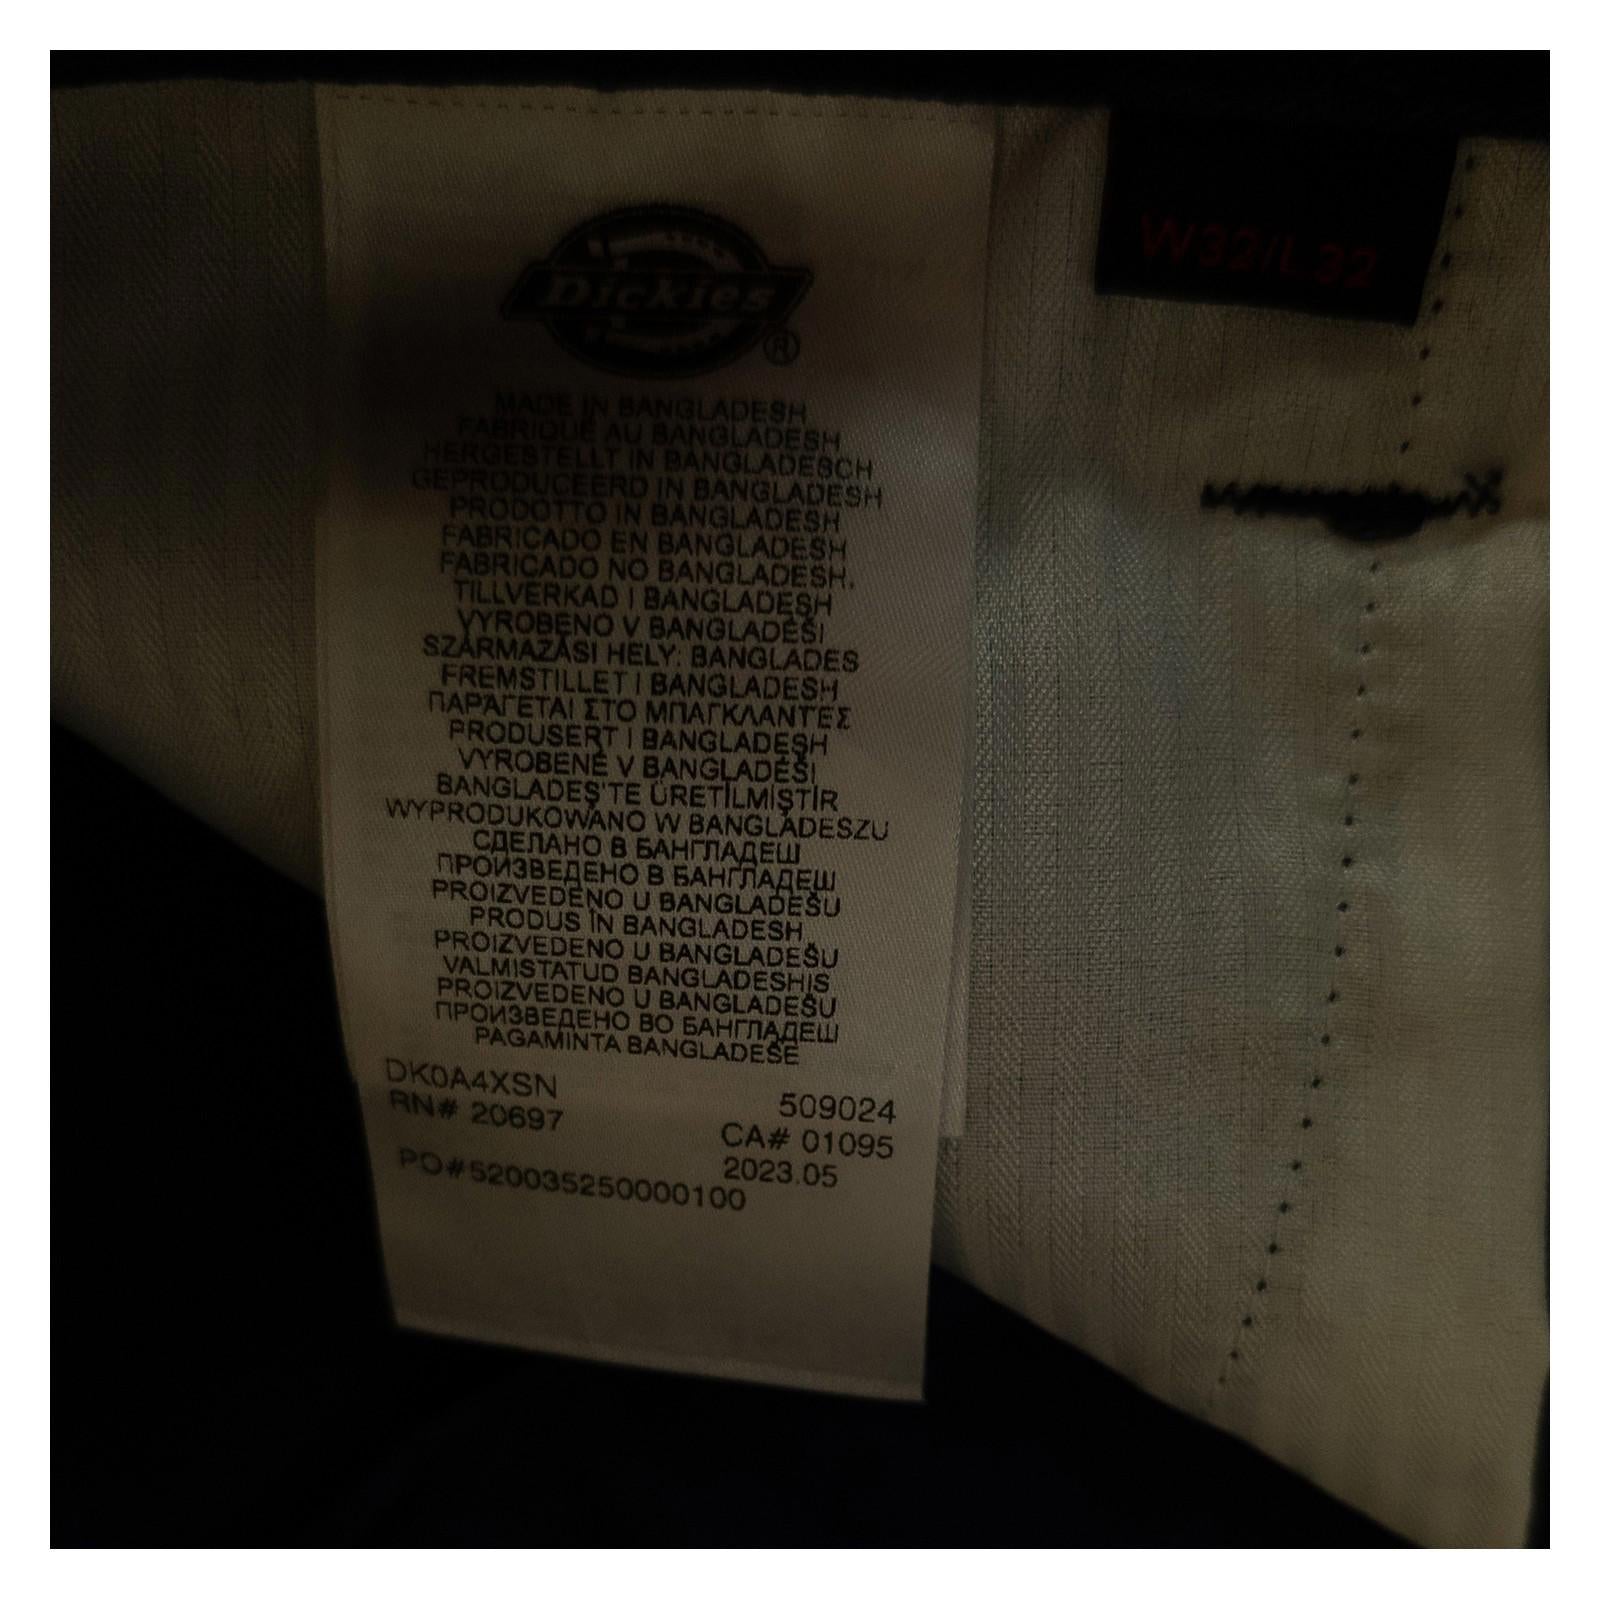 Dickies
®
W32/L32
MADE IN BANGLADESH
FABRIQUÉ AU BANGLADESH
HERGESTELLT IN BANGLADESCH
GEPRODUCEERD IN BANGLADESH
PRODOTTO IN BANGLADESH
FABRICADO EN BANGLADESH
FABRICADO NO BANGLADESH.
TILLVERKAD I BANGLADESH
VYROBENO V BANGLADÉŠI
SZÁRMAZÁSI HELY: BANGLADES
FREMSTILLET I BANGLADESH
ΠΑΡΑΓΕΤΑΙ ΣΤΟ ΜΠΑΓΚΛΑΝΤΕΣ
PRODUSERT I BANGLADESH
VYROBENÉ V BANGLADÉŠI
BANGLADEŞ'TE ÜRETİLMİŞTİR
WYPRODUKOWANO W BANGLADESZU
СДЕЛАНО В БАНГЛАДЕШ
ПРОИЗВЕДЕНО В БАНГЛАДЕШ
PROIZVEDENO U BANGLADEŠU
PRODUS ÎN BANGLADESH
PROIZVEDENO U BANGLADEŠU
VALMISTATUD BANGLADESHIS
PROIZVEDENO U BANGLADEŠU
ПРОИЗВЕДЕНО ВО БАНГЛАДЕШ
PAGAMINTA BANGLADEŠE
DK0A4XSN 509024
RN# 20697 CA# 01095
2023.05
PO#520035250000100